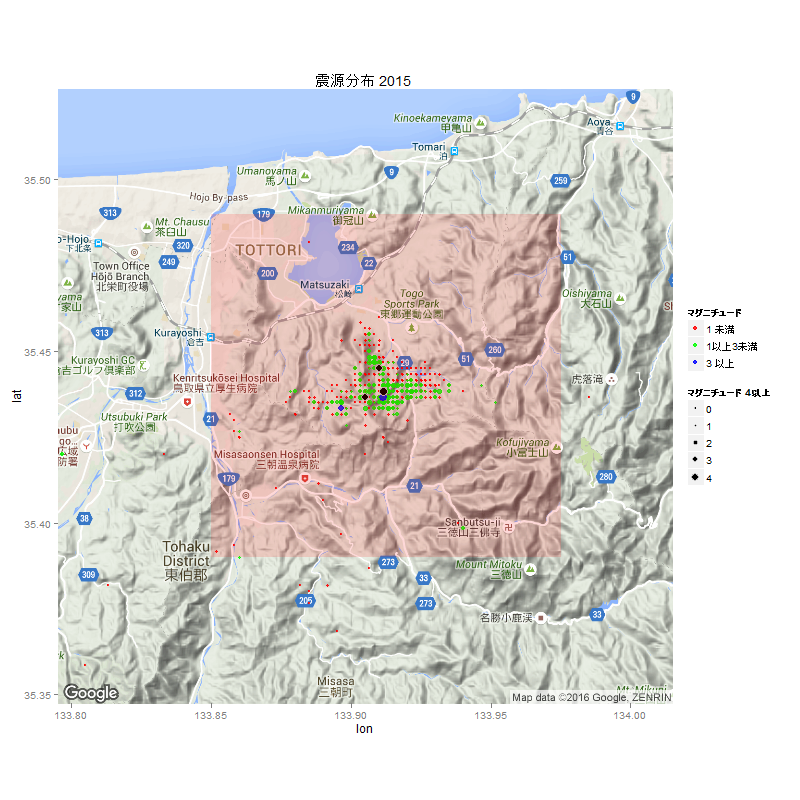 震源分布 2015
9
Kinoekameyama
甲亀山
Aoya
青谷
Tomari
泊
9
259
Umanoyama
馬ノ山
35.50
Hojo By-pass
313
179
Mikanmuriyama
御冠山
Mt. Chausu
茶臼山
o-Hojo
下北条
320
TOTTORI
234
51
249
22
200
Town Office
Hōjō Branch
北栄町役場
Matsuzaki
松崎
Togo
Sports Park
東郷運動公園
Oishiyama
大石山
yama
家山
313
Kurayoshi
倉吉
35.45
260
51
29
Kurayoshi GC
倉吉ゴルフ倶楽部
Kenritsukōsei Hospital
鳥取県立厚生病院
虎落滝
312
Utsubuki Park
打吹公園
21
aubu
go...
広域
防署
Misasaonsen Hospital
三朝温泉病院
Kofujiyama
小富士山
179
21
280
38
35.40
Sanbutsu-ji
三徳山三佛寺
Tohaku
District
東伯郡
273
Mount Mitoku
三徳山
309
33
205
273
33
名勝小鹿渓
35.35
Misasa
三朝町
Mt. Mikuni
Google
Map data ©2016 Google, ZENRIN
133.80
133.85
133.90
133.95
134.00
lon
lat
マグニチュード
1 未満
1以上3未満
3 以上
マグニチュード 4以上
0
1
2
3
4